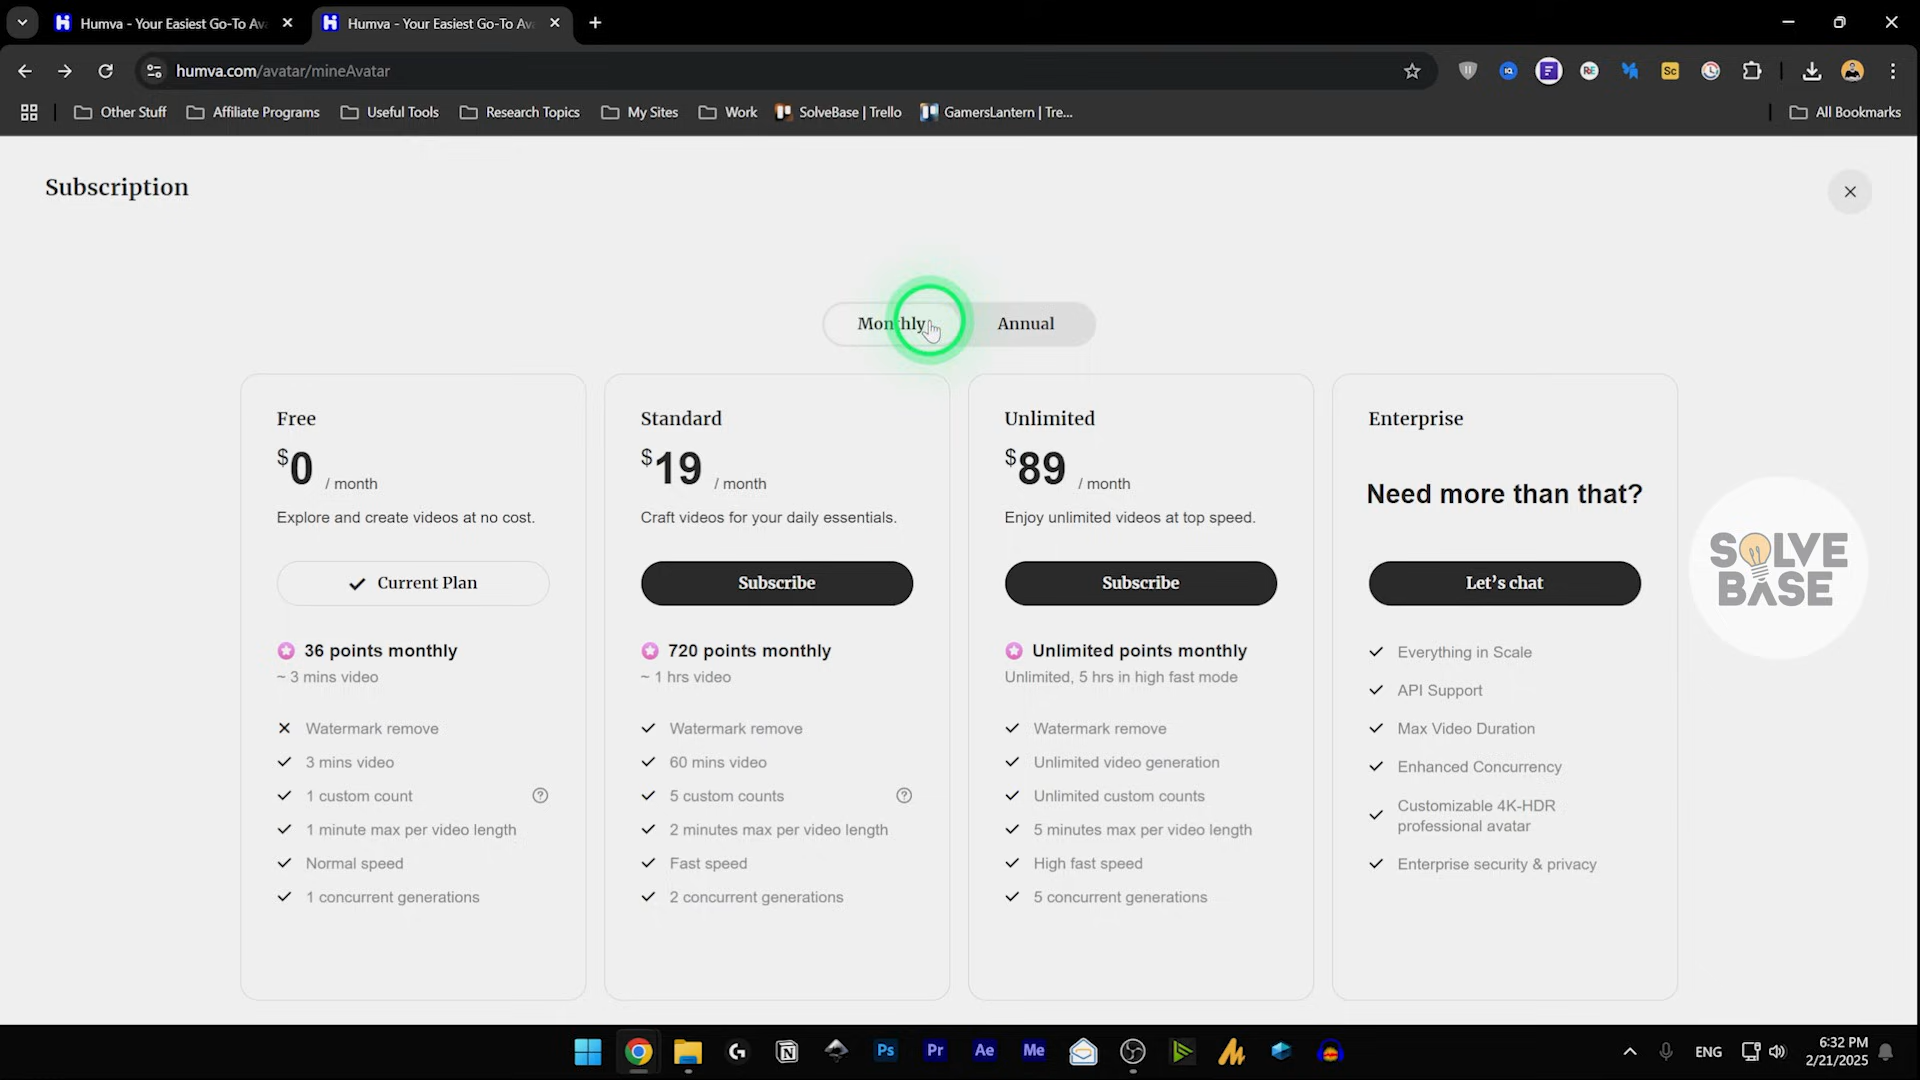 Humva - Your Easiest Go-To Av
Humva - Your Easiest Go-To Av
humva.com/avatar/mineAvatar
Other Stuff
Affiliate Programs
Useful Tools
Research Topics
My Sites
Work
SolveBase | Trello
GamersLantern | Tre...
All Bookmarks
Subscription
Monthly
Annual
Free
$0 / month
Explore and create videos at no cost.
Current Plan
36 points monthly
~ 3 mins video
Watermark remove
3 mins video
1 custom count
1 minute max per video length
Normal speed
1 concurrent generations
Standard
$19 / month
Craft videos for your daily essentials.
Subscribe
720 points monthly
~ 1 hrs video
Watermark remove
60 mins video
5 custom counts
2 minutes max per video length
Fast speed
2 concurrent generations
Unlimited
$89 / month
Enjoy unlimited videos at top speed.
Subscribe
Unlimited points monthly
Unlimited, 5 hrs in high fast mode
Watermark remove
Unlimited video generation
Unlimited custom counts
5 minutes max per video length
High fast speed
5 concurrent generations
Enterprise
Need more than that?
Let's chat
Everything in Scale
API Support
Max Video Duration
Enhanced Concurrency
Customizable 4K-HDR
professional avatar
Enterprise security & privacy
SOLVE
BASE
Ps
Pr
Ae
Me
ENG
6:32 PM
2/21/2025